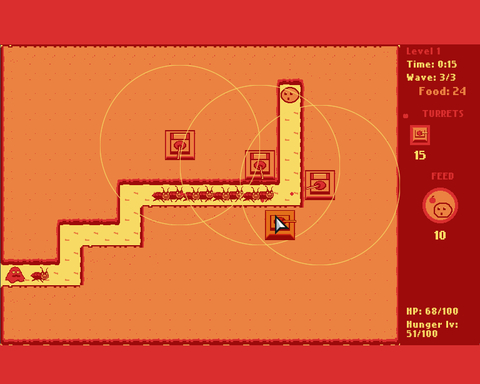 Level 1
Time: 0:15
Wave: 3/3
Food: 24
TURRETS
15
FEED
10
HP: 68/100
Hunger lv:
51/100